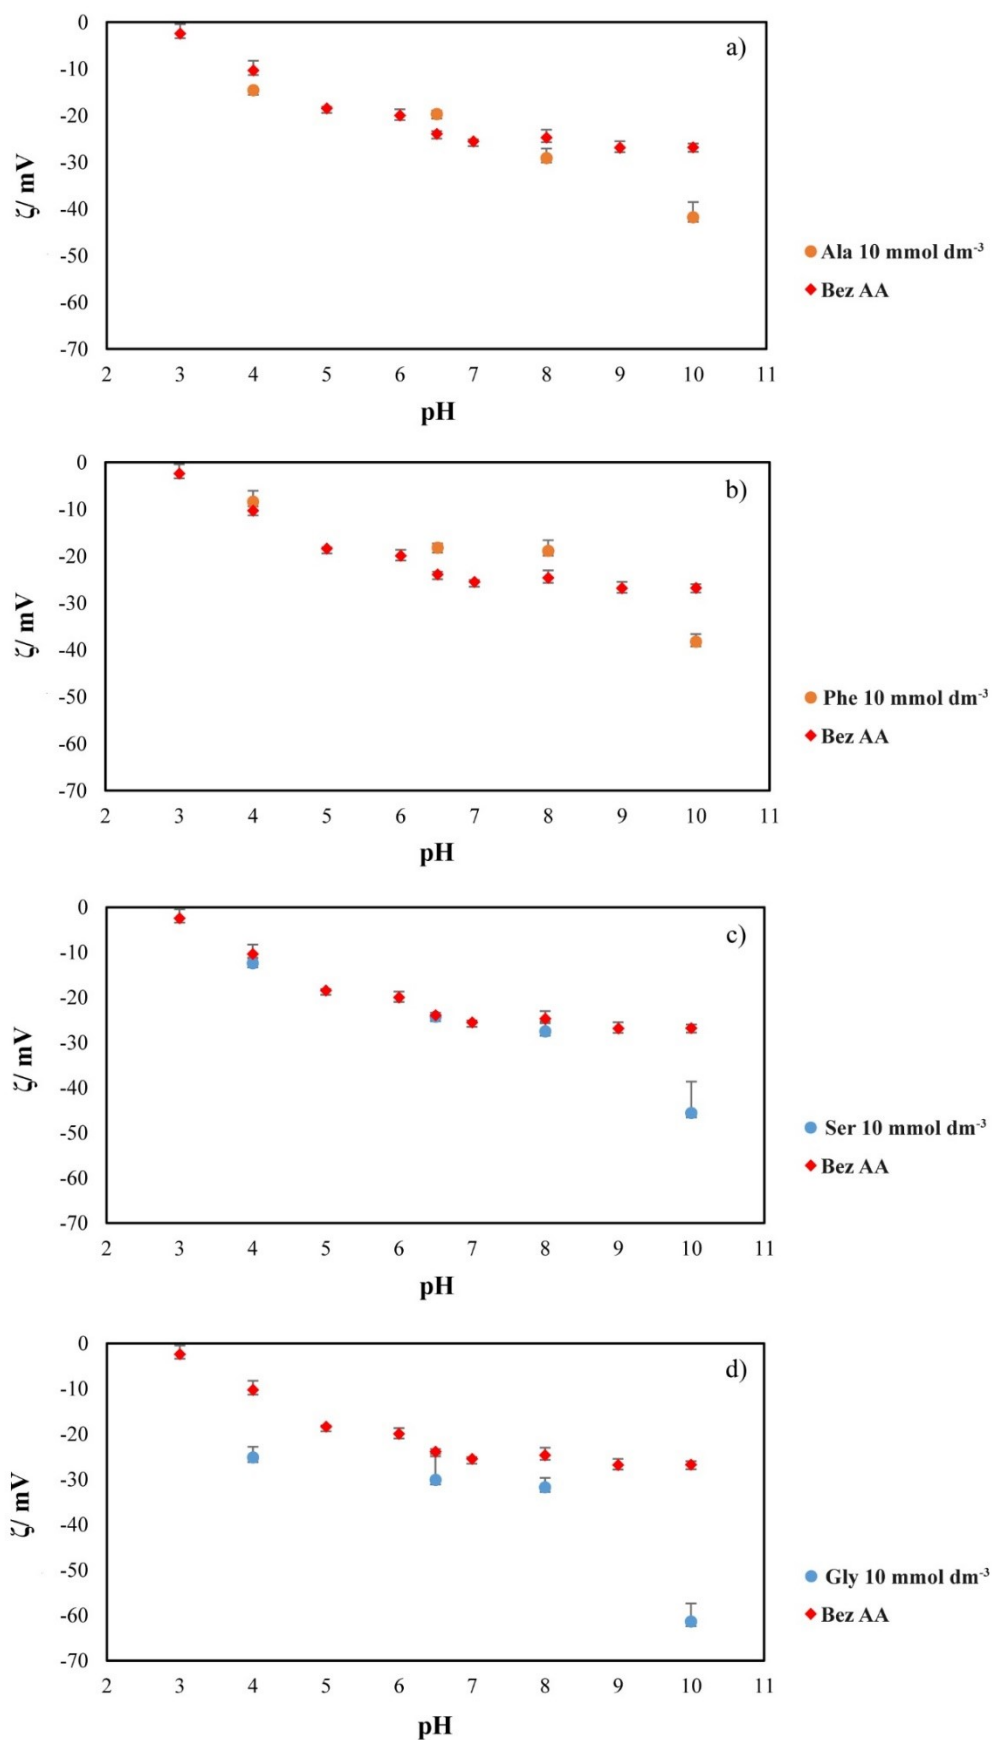 0
a)
-10
-20
-30
-40
-50
-60
-70
ζ/ mV
2 3 4 5 6 7 8 9 10 11
pH
Ala 10 mmol dm⁻³
Bez AA
0
b)
-10
-20
-30
-40
-50
-60
-70
ζ/ mV
2 3 4 5 6 7 8 9 10 11
pH
Phe 10 mmol dm⁻³
Bez AA
0
c)
-10
-20
-30
-40
-50
-60
-70
ζ/ mV
2 3 4 5 6 7 8 9 10 11
pH
Ser 10 mmol dm⁻³
Bez AA
0
d)
-10
-20
-30
-40
-50
-60
-70
ζ/ mV
2 3 4 5 6 7 8 9 10 11
pH
Gly 10 mmol dm⁻³
Bez AA